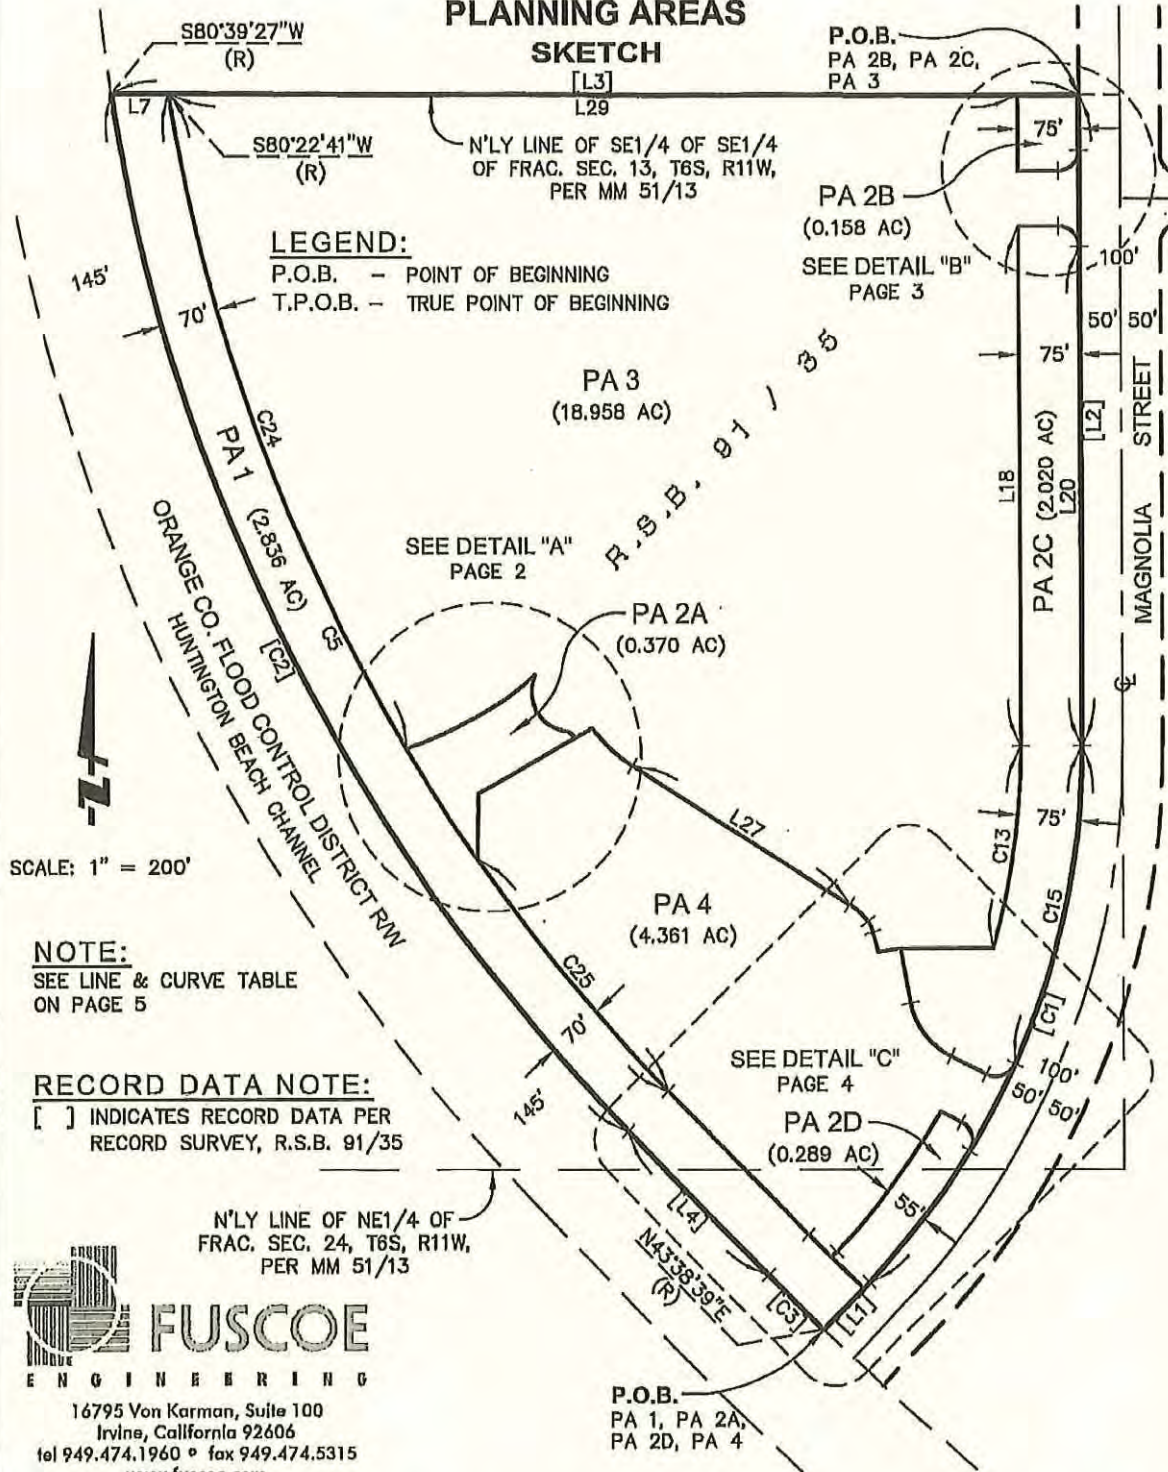 PLANNING AREAS
SKETCH
S80°39'27"W
(R)
P.O.B.
PA 2B, PA 2C,
PA 3
[L3]
L7
L29
75'
S80°22'41"W
(R)
N'LY LINE OF SE1/4 OF SE1/4
OF FRAC. SEC. 13, T6S, R11W,
PER MM 51/13
PA 2B
(0.158 AC)
SEE DETAIL "B"
PAGE 3
LEGEND:
P.O.B. - POINT OF BEGINNING
T.P.O.B. - TRUE POINT OF BEGINNING
145'
70'
100'
50' 50'
75'
PA 3
(18.958 AC)
R.S.B. 91 / 35
C24
[L2]
STREET
MAGNOLIA
L18
PA 2C (2.020 AC)
L20
PA 1 (2.836 AC)
C5
[C2]
ORANGE CO. FLOOD CONTROL DISTRICT R/W
HUNTINGTON BEACH CHANNEL
SEE DETAIL "A"
PAGE 2
PA 2A
(0.370 AC)
℄
N
SCALE: 1" = 200'
L27
75'
C13
C15
PA 4
(4.361 AC)
NOTE:
SEE LINE & CURVE TABLE
ON PAGE 5
C25
70'
145'
[C1]
100'
50' 50'
SEE DETAIL "C"
PAGE 4
RECORD DATA NOTE:
[ ] INDICATES RECORD DATA PER
RECORD SURVEY, R.S.B. 91/35
PA 2D
(0.289 AC)
55'
N'LY LINE OF NE1/4 OF
FRAC. SEC. 24, T6S, R11W,
PER MM 51/13
[L4]
N43°38'39"E
(R)
[C3]
[L1]
P.O.B.
PA 1, PA 2A,
PA 2D, PA 4
FUSCOE
ENGINEERING
16795 Von Karman, Suite 100
Irvine, California 92606
tel 949.474.1960 ° fax 949.474.5315